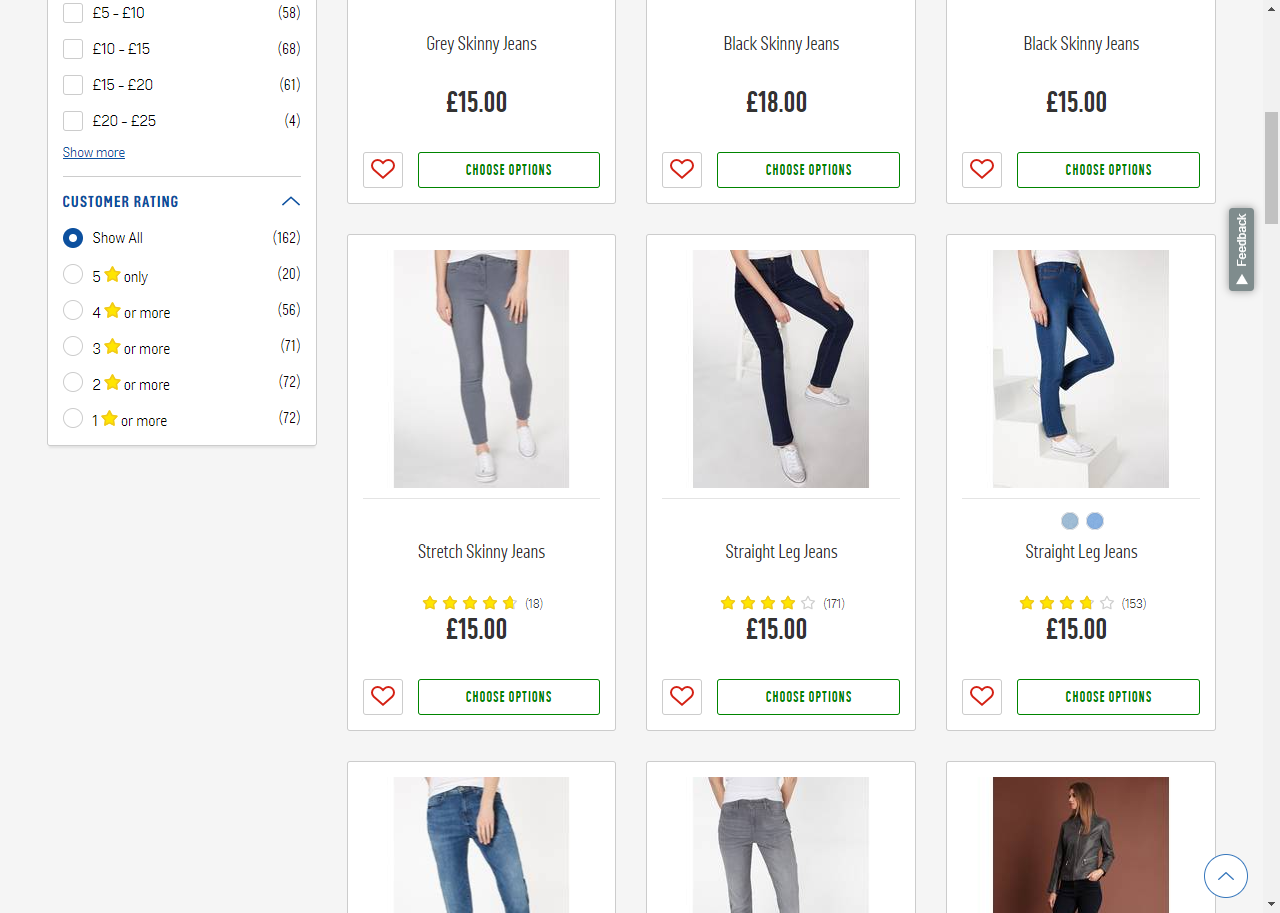 £5 - £10 (58)
£10 - £15 (68)
£15 - £20 (61)
£20 - £25 (4)
Show more
CUSTOMER RATING
Show All (162)
5 only (20)
4 or more (56)
3 or more (71)
2 or more (72)
1 or more (72)
Grey Skinny Jeans
£15.00
CHOOSE OPTIONS
Black Skinny Jeans
£18.00
CHOOSE OPTIONS
Black Skinny Jeans
£15.00
CHOOSE OPTIONS
Stretch Skinny Jeans
(18)
£15.00
CHOOSE OPTIONS
Straight Leg Jeans
(171)
£15.00
CHOOSE OPTIONS
Straight Leg Jeans
(153)
£15.00
CHOOSE OPTIONS
Feedback